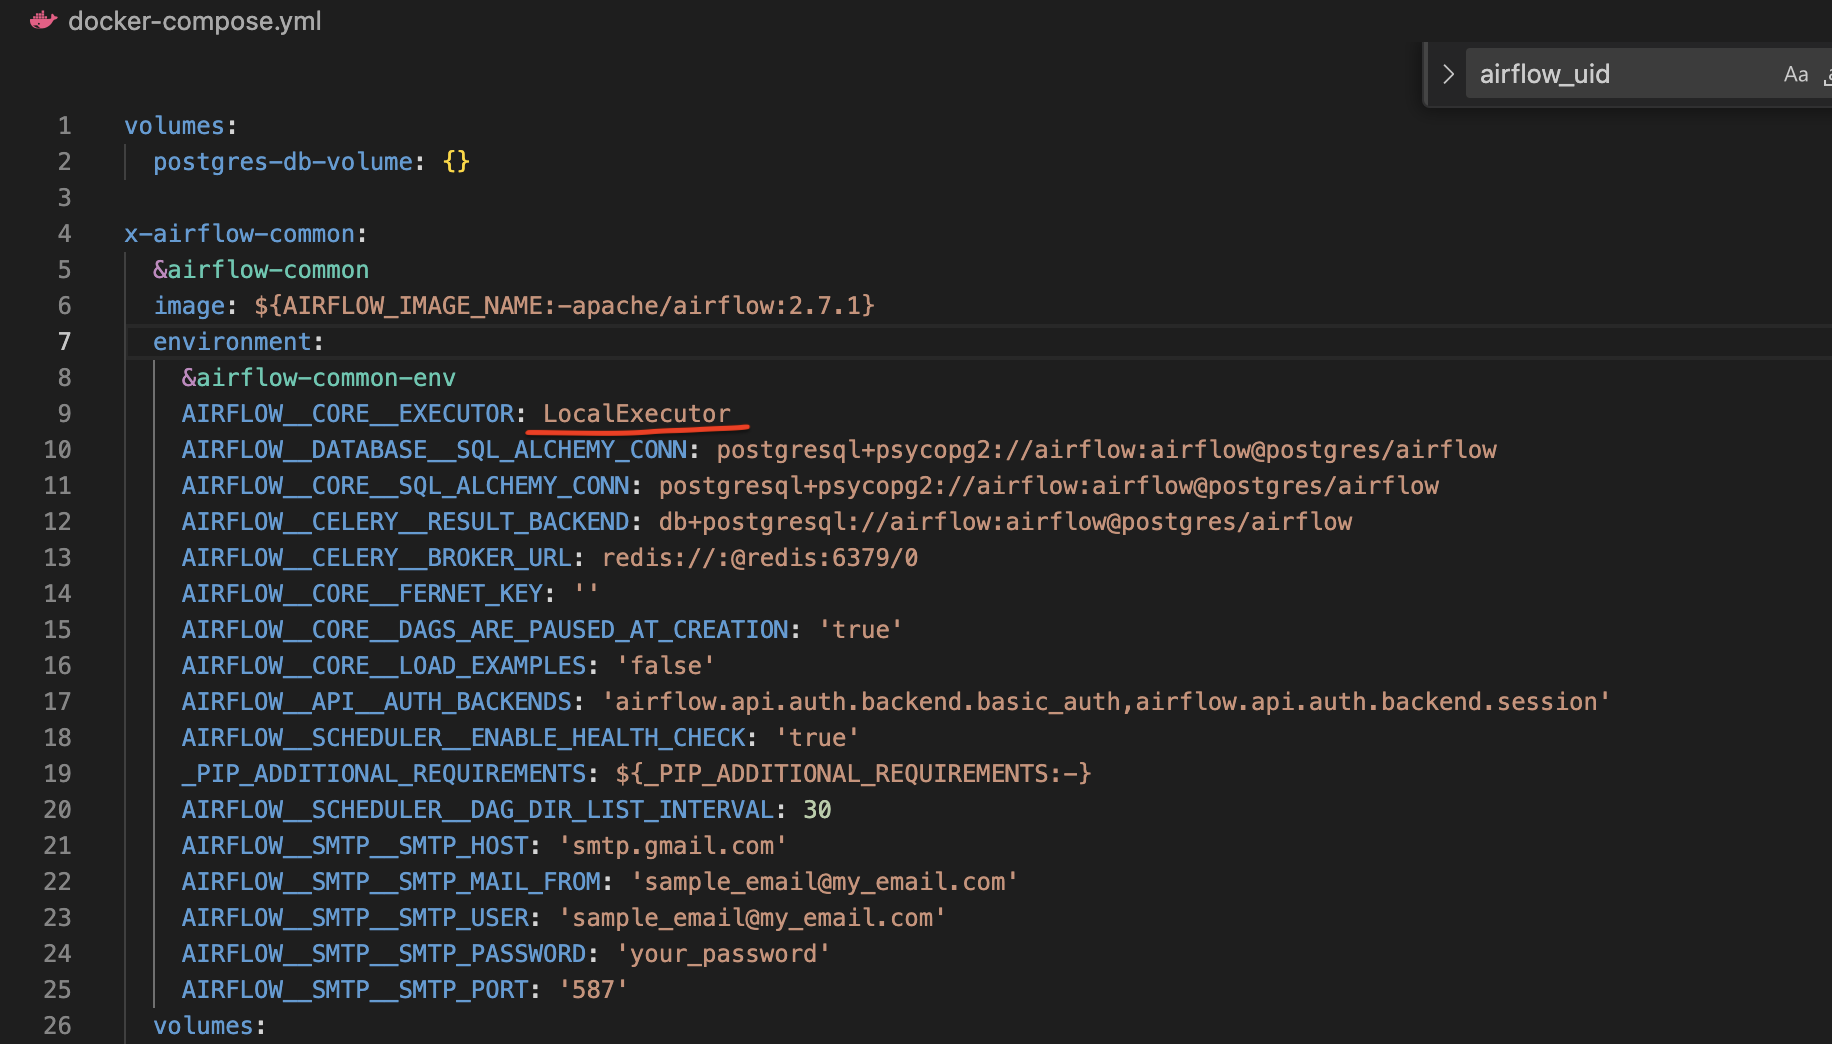 docker-compose.yml
airflow_uid Aa
1 volumes:
2 postgres-db-volume: {}
3
4 x-airflow-common:
5 &airflow-common
6 image: ${AIRFLOW_IMAGE_NAME:-apache/airflow:2.7.1}
7 environment:
8 &airflow-common-env
9 AIRFLOW__CORE__EXECUTOR: LocalExecutor
10 AIRFLOW__DATABASE__SQL_ALCHEMY_CONN: postgresql+psycopg2://airflow:airflow@postgres/airflow
11 AIRFLOW__CORE__SQL_ALCHEMY_CONN: postgresql+psycopg2://airflow:airflow@postgres/airflow
12 AIRFLOW__CELERY__RESULT_BACKEND: db+postgresql://airflow:airflow@postgres/airflow
13 AIRFLOW__CELERY__BROKER_URL: redis://:@redis:6379/0
14 AIRFLOW__CORE__FERNET_KEY: ''
15 AIRFLOW__CORE__DAGS_ARE_PAUSED_AT_CREATION: 'true'
16 AIRFLOW__CORE__LOAD_EXAMPLES: 'false'
17 AIRFLOW__API__AUTH_BACKENDS: 'airflow.api.auth.backend.basic_auth,airflow.api.auth.backend.session'
18 AIRFLOW__SCHEDULER__ENABLE_HEALTH_CHECK: 'true'
19 _PIP_ADDITIONAL_REQUIREMENTS: ${_PIP_ADDITIONAL_REQUIREMENTS:-}
20 AIRFLOW__SCHEDULER__DAG_DIR_LIST_INTERVAL: 30
21 AIRFLOW__SMTP__SMTP_HOST: 'smtp.gmail.com'
22 AIRFLOW__SMTP__SMTP_MAIL_FROM: 'sample_email@my_email.com'
23 AIRFLOW__SMTP__SMTP_USER: 'sample_email@my_email.com'
24 AIRFLOW__SMTP__SMTP_PASSWORD: 'your_password'
25 AIRFLOW__SMTP__SMTP_PORT: '587'
26 volumes: